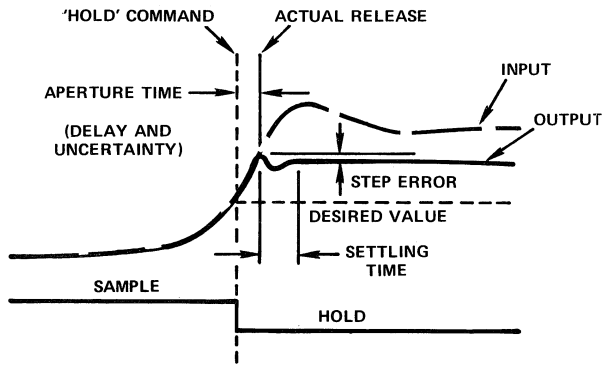 'HOLD' COMMAND
ACTUAL RELEASE
APERTURE TIME
(DELAY AND
UNCERTAINTY)
INPUT
OUTPUT
STEP ERROR
DESIRED VALUE
SETTLING
TIME
SAMPLE
HOLD